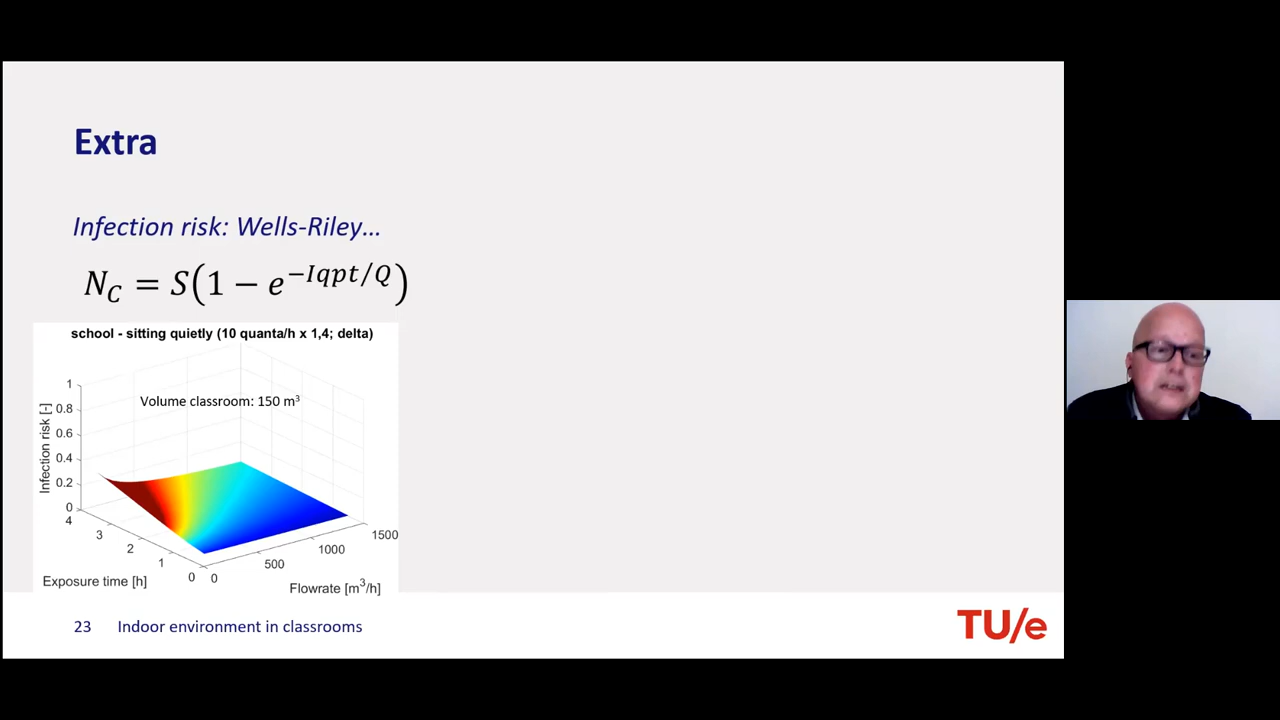 Extra
Infection risk: Wells-Riley…
N_C = S(1 − e^{−Iqpt/Q})
school - sitting quietly (10 quanta/h x 1,4; delta)
Volume classroom: 150 m³
Infection risk [-]
1
0.8
0.6
0.4
0.2
0
4
3
2
1
0
Exposure time [h]
0
500
1000
1500
Flowrate [m³/h]
23 Indoor environment in classrooms
TU/e